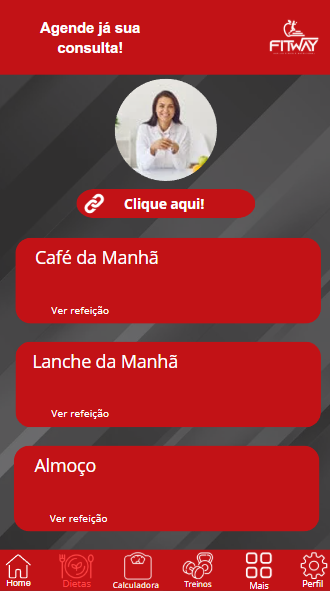 Agende já sua
consulta!
FITWAY
Clique aqui!
Café da Manhã
Ver refeição
Lanche da Manhã
Ver refeição
Almoço
Ver refeição
Home
Dietas
Calculadora
Treinos
Mais
Perfil